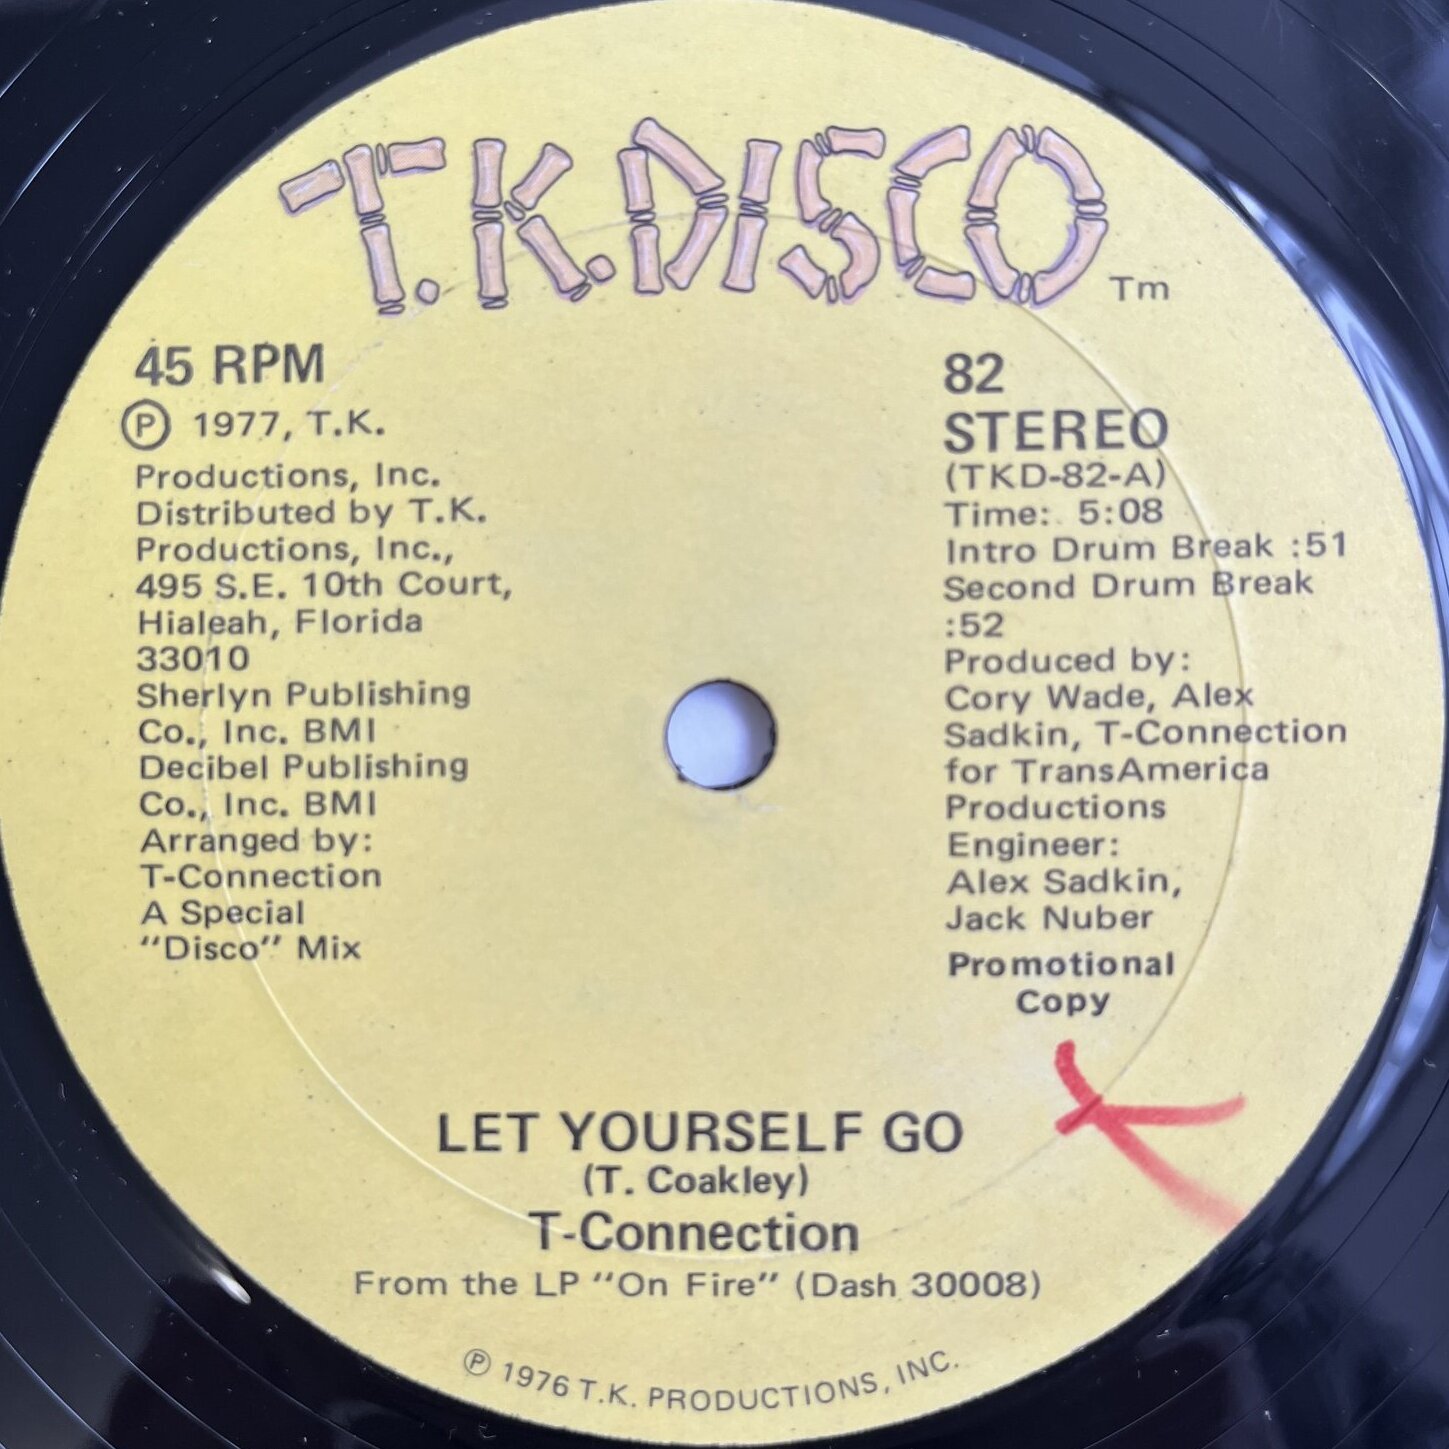 T.K.DISCO
Tm
45 RPM
Ⓟ 1977, T.K.
Productions, Inc.
Distributed by T.K.
Productions, Inc.,
495 S.E. 10th Court,
Hialeah, Florida
33010
Sherlyn Publishing
Co., Inc. BMI
Decibel Publishing
Co., Inc. BMI
Arranged by:
T-Connection
A Special
"Disco" Mix
82
STEREO
(TKD-82-A)
Time: 5:08
Intro Drum Break :51
Second Drum Break
:52
Produced by:
Cory Wade, Alex
Sadkin, T-Connection
for TransAmerica
Productions
Engineer:
Alex Sadkin,
Jack Nuber
Promotional
Copy
LET YOURSELF GO
(T. Coakley)
T-Connection
From the LP "On Fire" (Dash 30008)
Ⓟ 1976 T.K. PRODUCTIONS, INC.